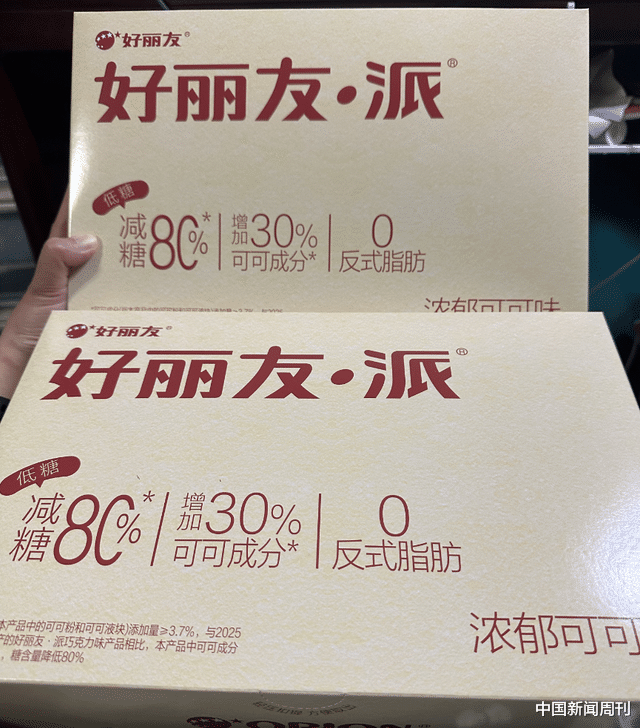 好丽友®
好丽友·派®
低糖
减糖80%*
增加30%可可成分*
0反式脂肪
浓郁可可味
好丽友®
好丽友·派®
低糖
减糖80%*
增加30%可可成分*
0反式脂肪
本产品中的可可粉和可可液块)添加量≥3.7%，与2025
产的好丽友·派巧克力味产品相比，本产品中可可成分
，糖含量降低80%
浓郁可可
ORION
中国新闻周刊